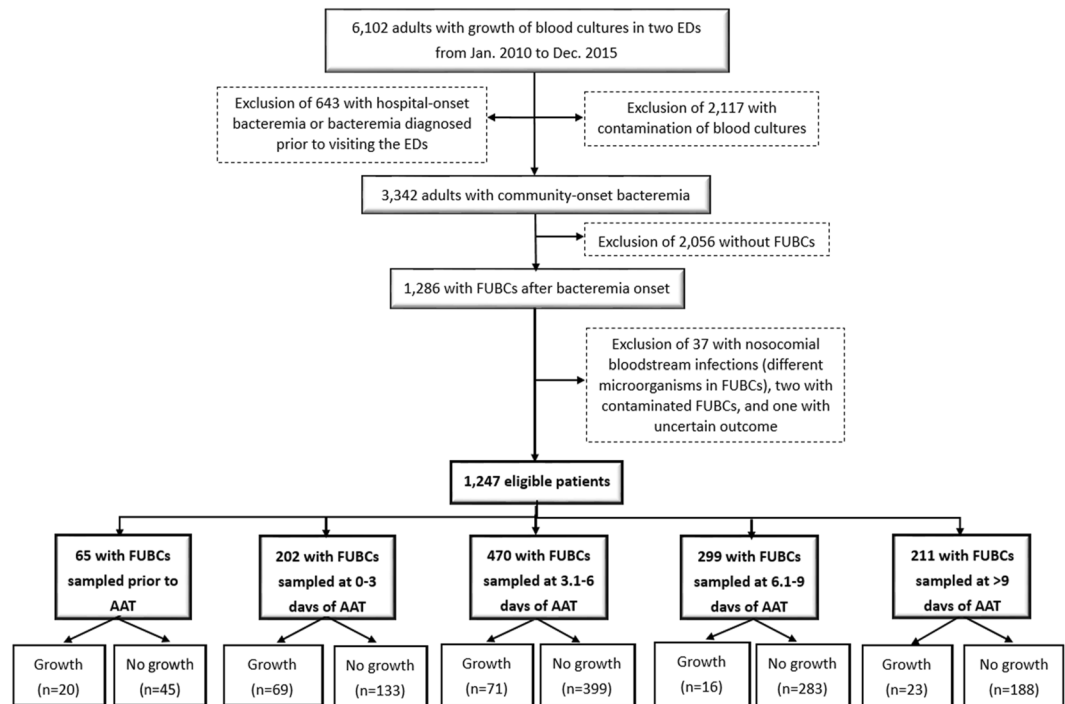 6,102 adults with growth of blood cultures in two EDs
from Jan. 2010 to Dec. 2015
Exclusion of 643 with hospital-onset
bacteremia or bacteremia diagnosed
prior to visiting the EDs
Exclusion of 2,117 with
contamination of blood cultures
3,342 adults with community-onset bacteremia
Exclusion of 2,056 without FUBCs
1,286 with FUBCs after bacteremia onset
Exclusion of 37 with nosocomial
bloodstream infections (different
microorganisms in FUBCs), two with
contaminated FUBCs, and one with
uncertain outcome
1,247 eligible patients
65 with FUBCs
sampled prior to
AAT
202 with FUBCs
sampled at 0-3
days of AAT
470 with FUBCs
sampled at 3.1-6
days of AAT
299 with FUBCs
sampled at 6.1-9
days of AAT
211 with FUBCs
sampled at >9
days of AAT
Growth
(n=20)
No growth
(n=45)
Growth
(n=69)
No growth
(n=133)
Growth
(n=71)
No growth
(n=399)
Growth
(n=16)
No growth
(n=283)
Growth
(n=23)
No growth
(n=188)